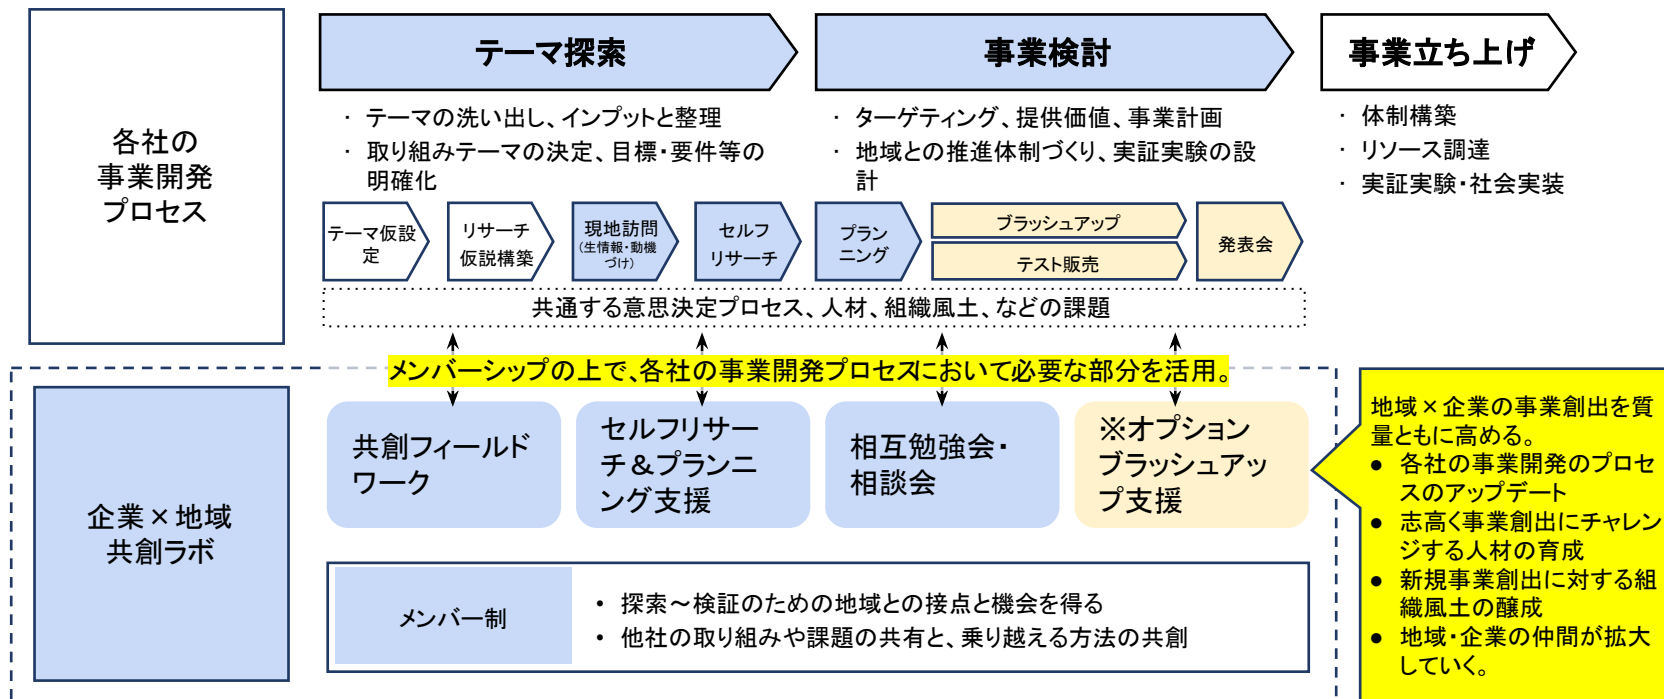 各社の
事業開発
プロセス
テーマ探索
事業検討
事業立ち上げ
・ テーマの洗い出し、インプットと整理
・ 取り組みテーマの決定、目標・要件等の
明確化
・ ターゲティング、提供価値、事業計画
・ 地域との推進体制づくり、実証実験の設
計
・ 体制構築
・ リソース調達
・ 実証実験・社会実装
テーマ仮設
定
リサーチ
仮説構築
現地訪問
(生情報・動機
づけ)
セルフ
リサーチ
プラン
ニング
ブラッシュアップ
テスト販売
発表会
共通する意思決定プロセス、人材、組織風土、などの課題
メンバーシップの上で、各社の事業開発プロセスにおいて必要な部分を活用。
企業×地域
共創ラボ
共創フィールド
ワーク
セルフリサー
チ＆プランニ
ング支援
相互勉強会・
相談会
※オプション
ブラッシュアッ
プ支援
メンバー制
• 探索～検証のための地域との接点と機会を得る
• 他社の取り組みや課題の共有と、乗り越える方法の共創
地域×企業の事業創出を質
量ともに高める。
● 各社の事業開発のプロセ
スのアップデート
● 志高く事業創出にチャレン
ジする人材の育成
● 新規事業創出に対する組
織風土の醸成
● 地域・企業の仲間が拡大
していく。